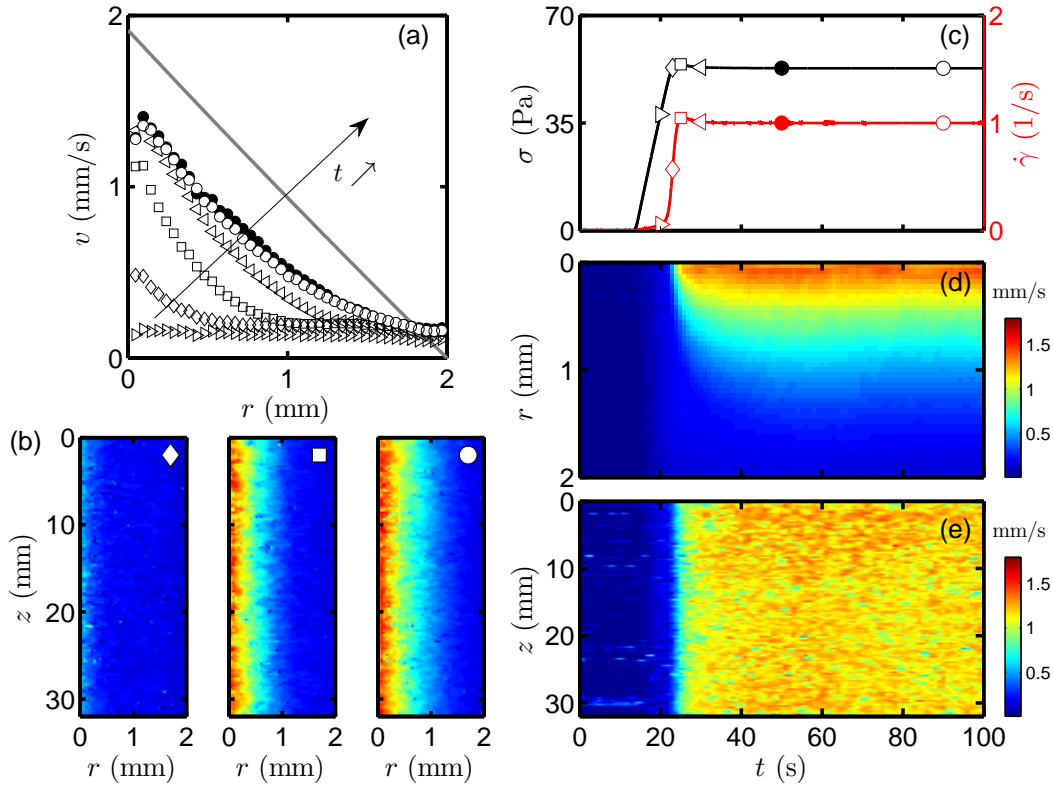 (a)
v (mm/s)
2
1
0
t ↗
0 1 2
r (mm)
(b)
z (mm)
0
10
20
30
0 1 2
r (mm)
0 1 2
r (mm)
0 1 2
r (mm)
(c)
σ (Pa)
70
35
0
γ̇ (1/s)
2
1
0
(d)
r (mm)
0
1
2
mm/s
1.5
1
0.5
(e)
z (mm)
0
10
20
30
0 20 40 60 80 100
t (s)
mm/s
1.5
1
0.5